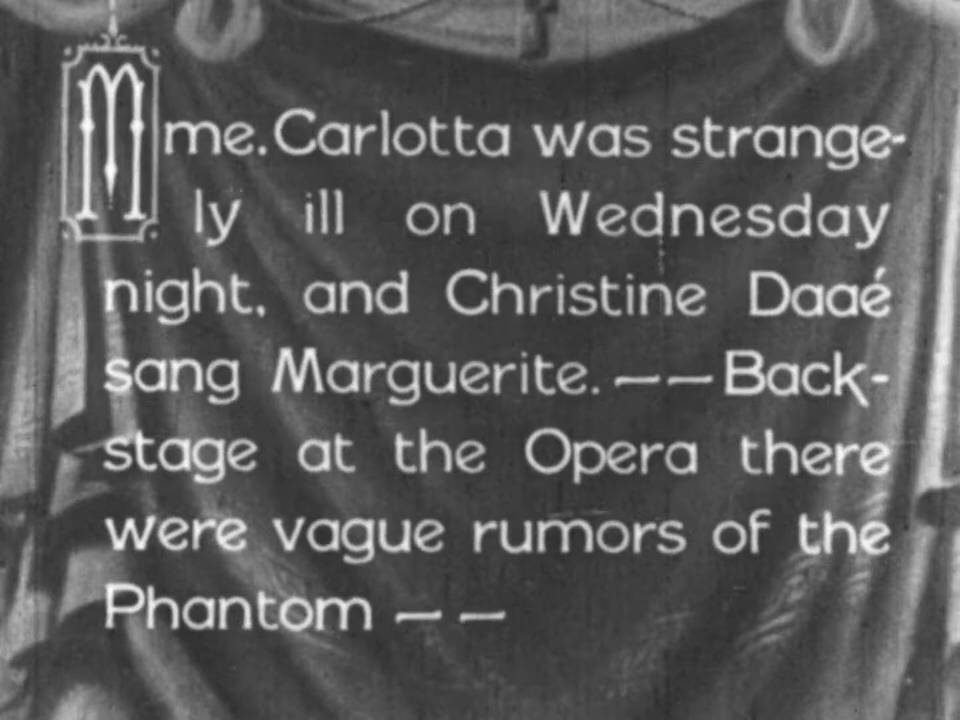 Mme. Carlotta was strange-
ly ill on Wednesday
night, and Christine Daaé
sang Marguerite. —— Back-
stage at the Opera there
were vague rumors of the
Phantom ——